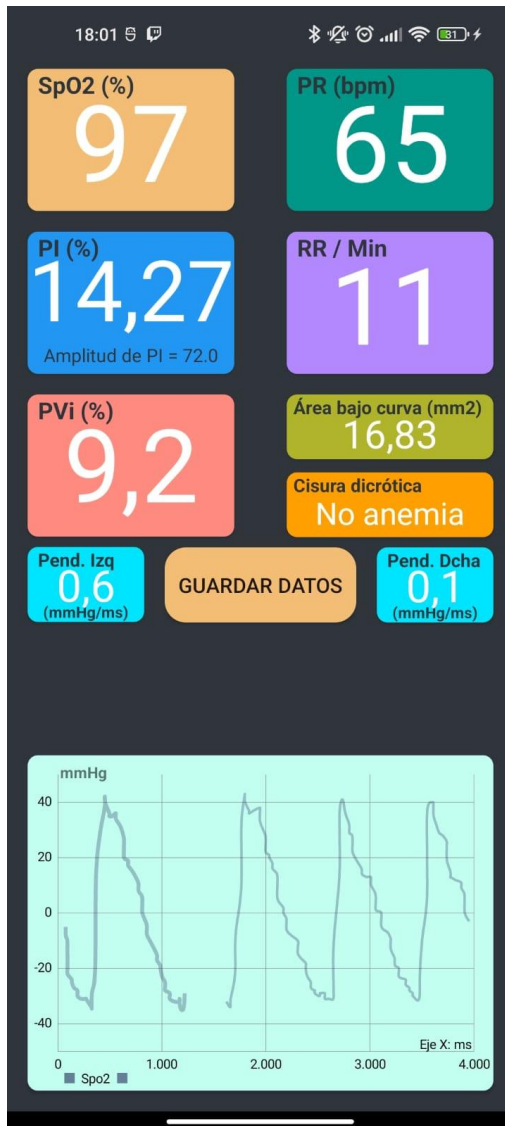 18:01
31
SpO2 (%)
97
PR (bpm)
65
PI (%)
14,27
Amplitud de PI = 72.0
RR / Min
11
PVi (%)
9,2
Área bajo curva (mm2)
16,83
Cisura dicrótica
No anemia
Pend. Izq
0,6
(mmHg/ms)
GUARDAR DATOS
Pend. Dcha
0,1
(mmHg/ms)
mmHg
40
20
0
-20
-40
Eje X: ms
0 1.000 2.000 3.000 4.000
Spo2